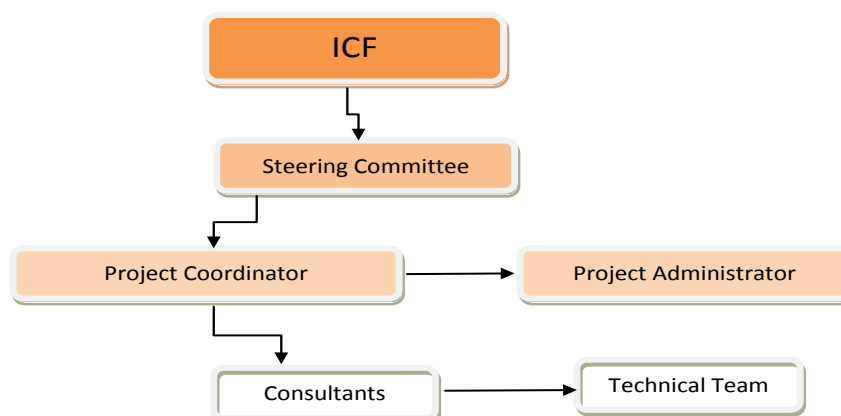 ICF
Steering Committee
Project Coordinator
Project Administrator
Consultants
Technical Team